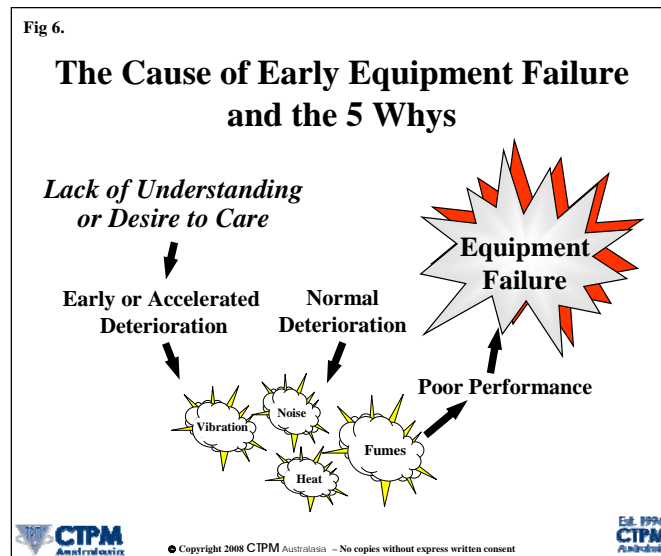 Fig 6.
The Cause of Early Equipment Failure
and the 5 Whys
Lack of Understanding
or Desire to Care
Early or Accelerated
Deterioration
Normal
Deterioration
Equipment
Failure
Poor Performance
Vibration
Noise
Heat
Fumes
CTPM
Australasia
Copyright 2008 CTPM Australasia – No copies without express written consent
CTPM
Australasia